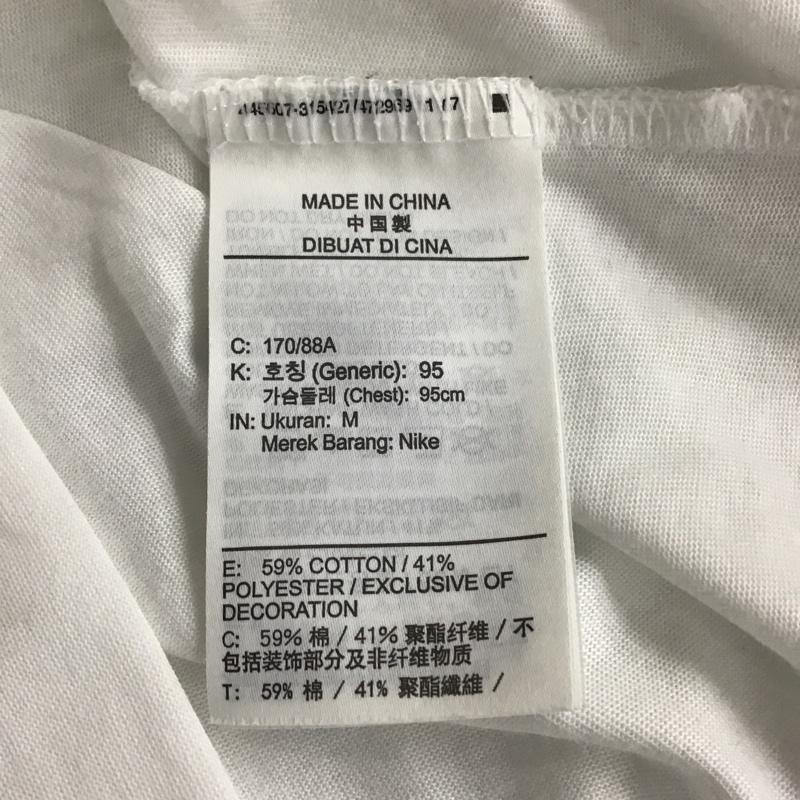 MADE IN CHINA
中国製
DIBUAT DI CINA
C: 170/88A
K: 호칭 (Generic): 95
가슴둘레 (Chest): 95cm
IN: Ukuran: M
Merek Barang: Nike
E: 59% COTTON / 41%
POLYESTER / EXCLUSIVE OF
DECORATION
C: 59% 棉 / 41% 聚酯纤维 / 不
包括装饰部分及非纤维物质
T: 59% 棉 / 41% 聚酯纖維 /